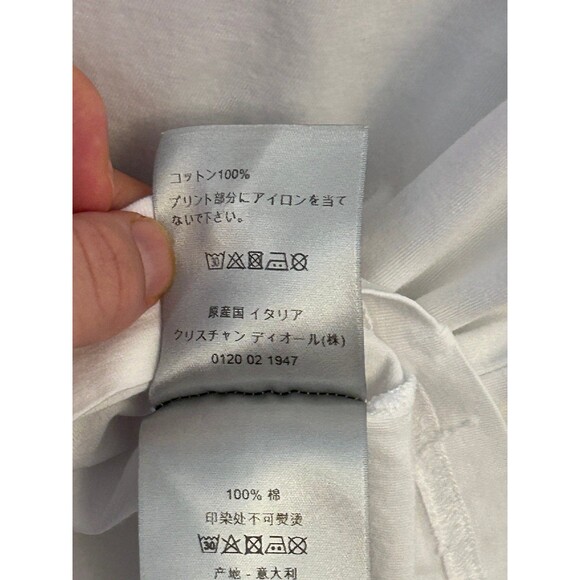 コットン100%
プリント部分にアイロンを当て
ないで下さい。
30
原産国 イタリア
クリスチャン ディオール(株)
0120 02 1947
100% 棉
印染处不可熨烫
30
产地 - 意大利